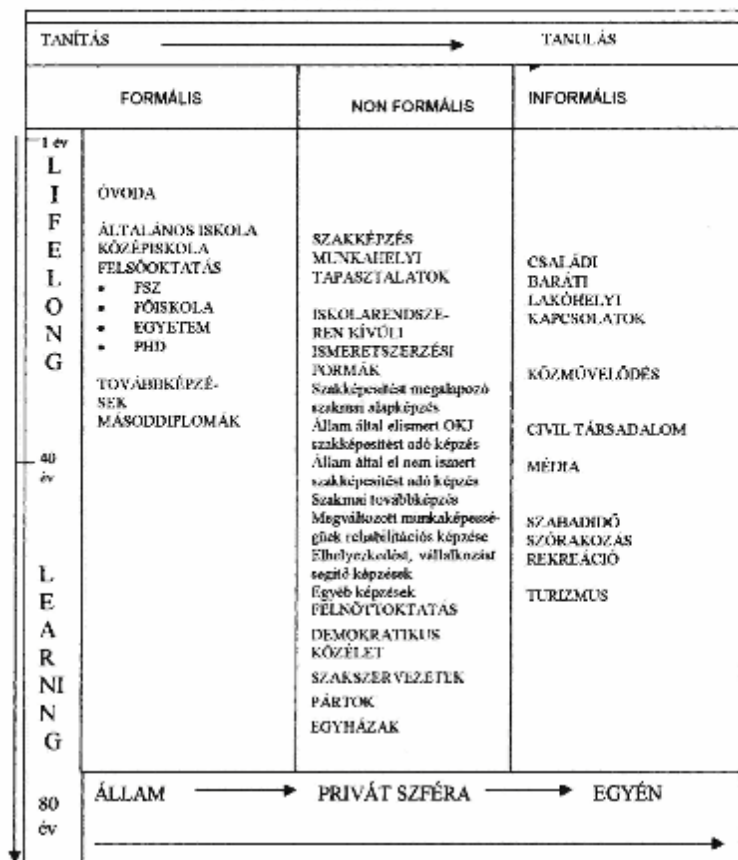 TANÍTÁS TANULÁS
FORMÁLIS NON FORMÁLIS INFORMÁLIS
1 év
L
I
F
E
L
O
N
G
40
év
L
E
A
R
NI
N
G
80
év
ÓVODA
ÁLTALÁNOS ISKOLA
KÖZÉPISKOLA
FELSŐOKTATÁS
• FSZ
• FŐISKOLA
• EGYETEM
• PHD
TOVÁBBKÉPZÉ-
SEK
MÁSODDIPLOMÁK
SZAKKÉPZÉS
MUNKAHELYI
TAPASZTALATOK
ISKOLARENDSZE-
REN KÍVÜLI
ISMERETSZERZÉSI
FORMÁK
Szakképesítést megalapozó
szakmai alapképzés
Állam által elismert OKJ
szakképesítést adó képzés
Állam által el nem ismert
szakképesítést adó képzés
Szakmai továbbképzés
Megváltozott munkaképessé-
gűek rehabilitációs képzése
Elhelyezkedést, vállalkozást
segítő képzések
Egyéb képzések
FELNŐTTOKTATÁS
DEMOKRATIKUS
KÖZÉLET
SZAKSZERVEZETEK
PÁRTOK
EGYHÁZAK
CSALÁDI
BARÁTI
LAKÓHELYI
KAPCSOLATOK
KÖZMŰVELŐDÉS
CIVIL TÁRSADALOM
MÉDIA
SZABADIDŐ
SZÓRAKOZÁS
REKREÁCIÓ
TURIZMUS
ÁLLAM PRIVÁT SZFÉRA EGYÉN